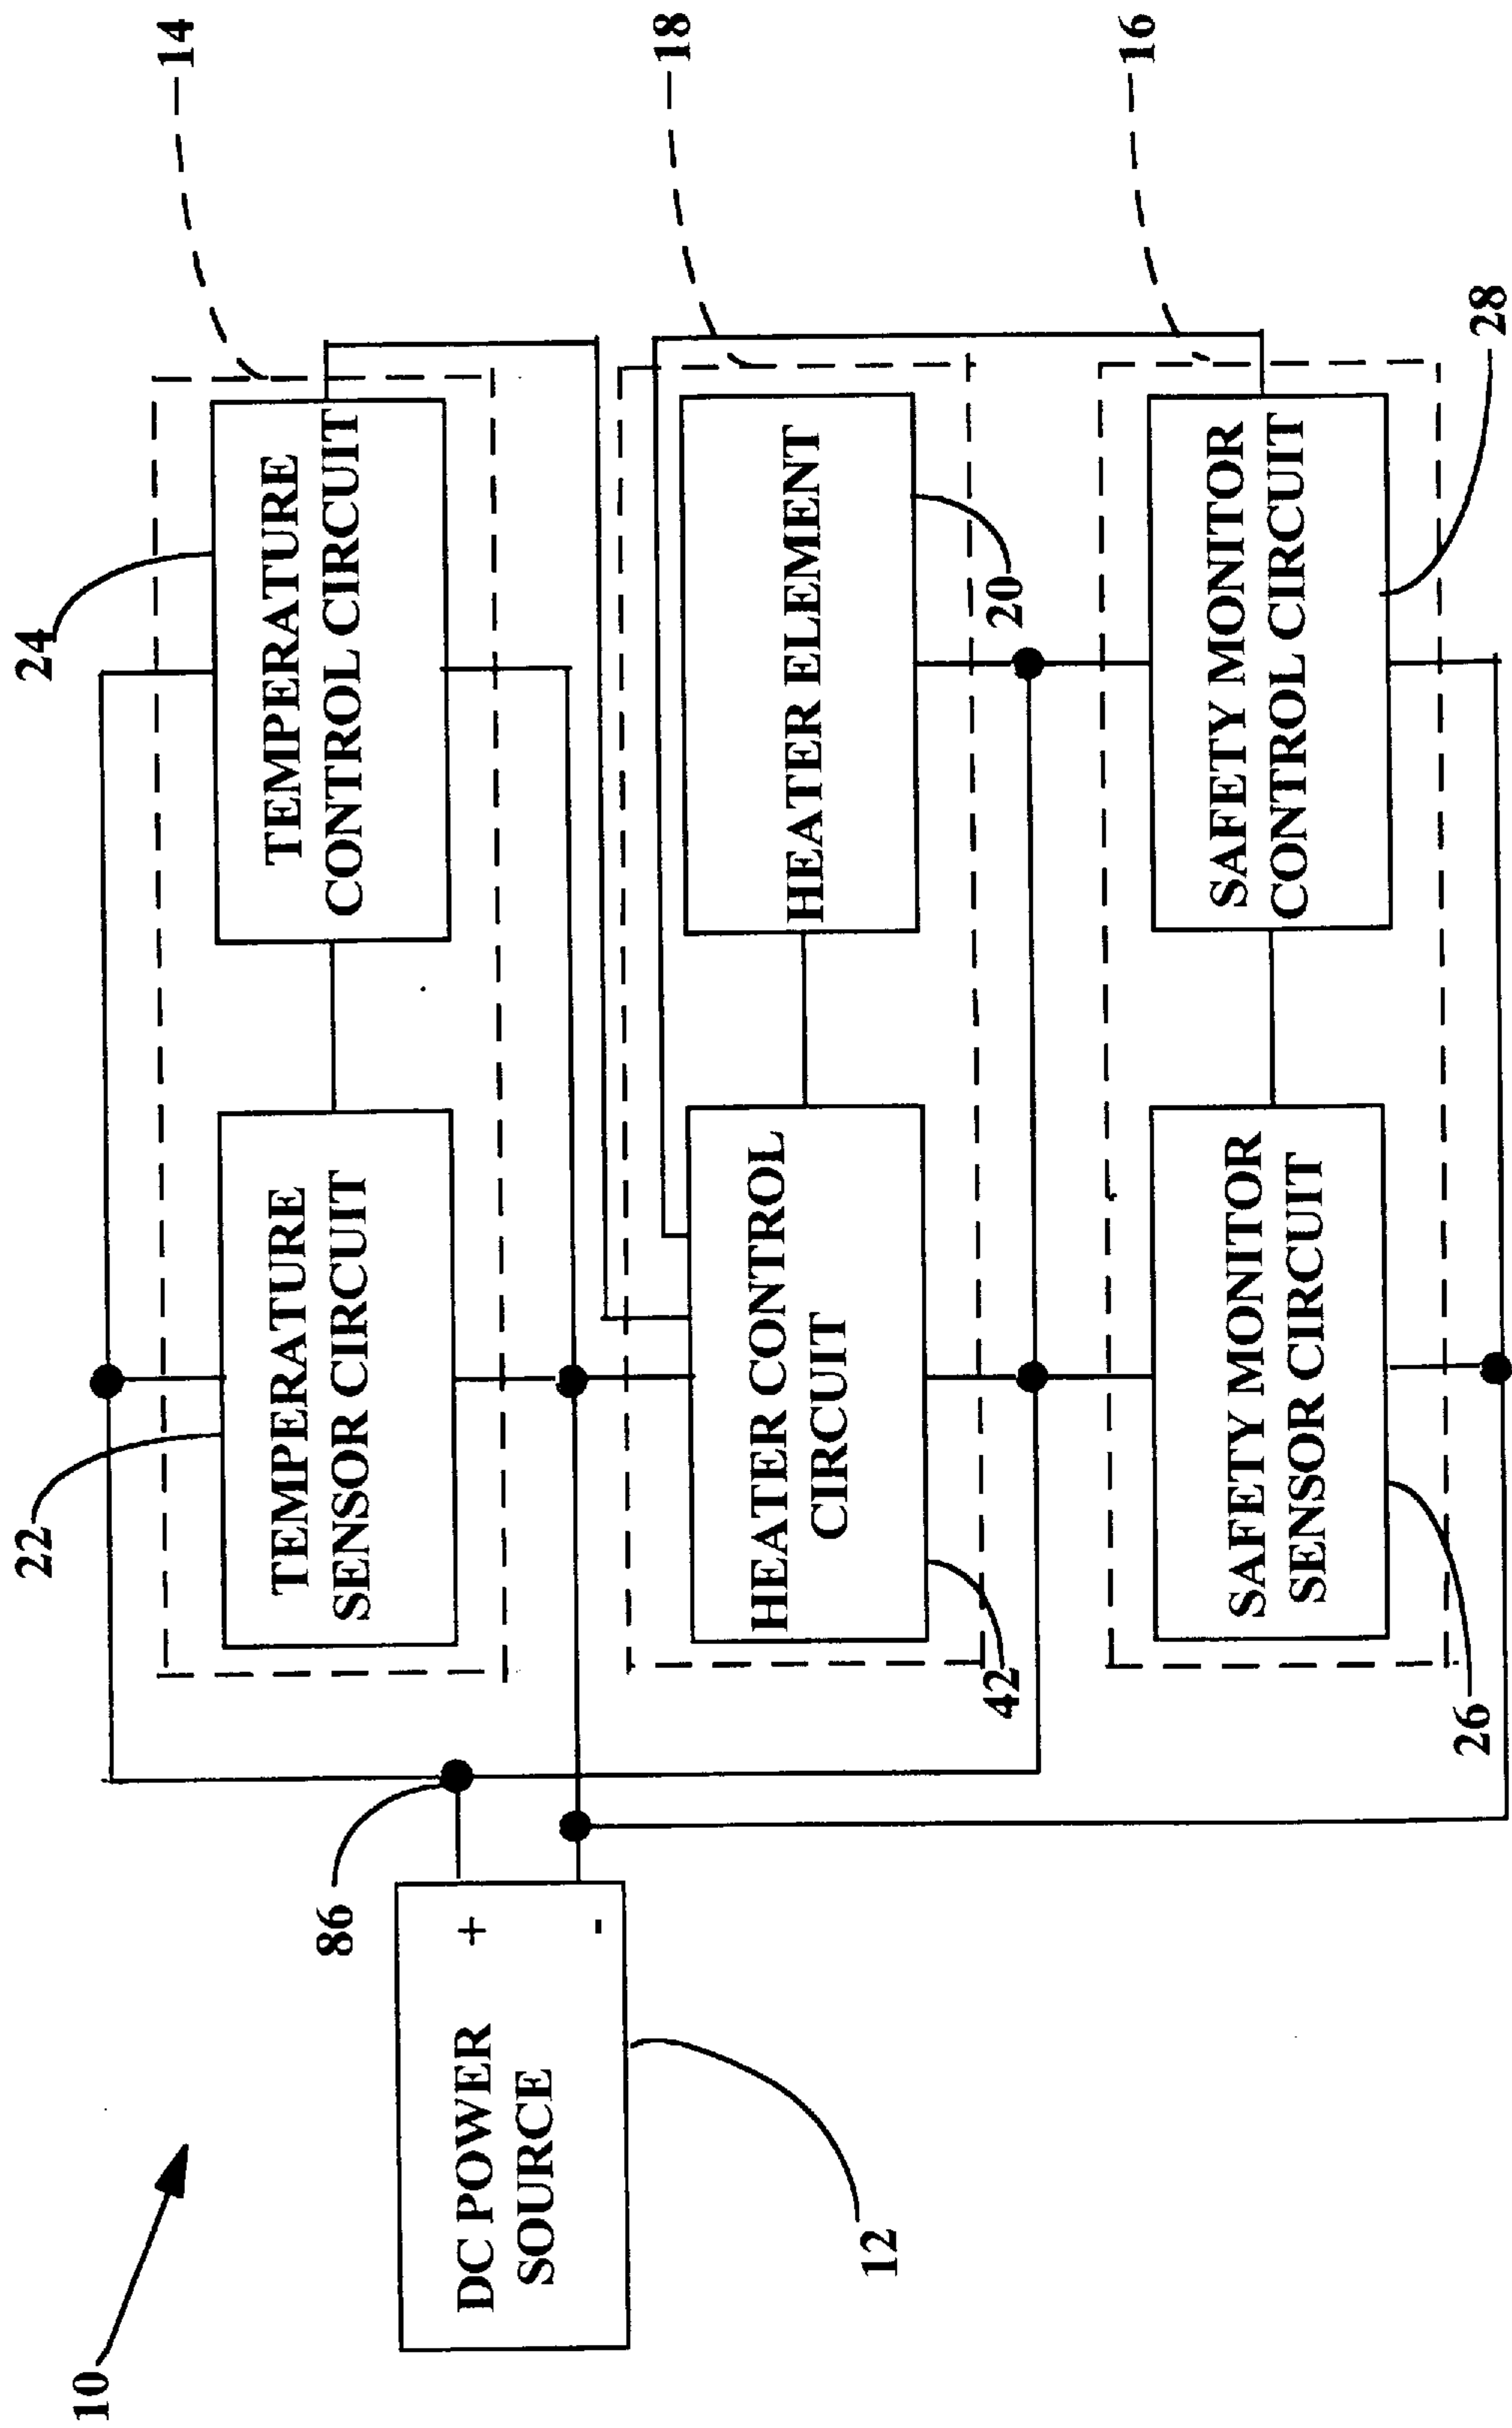 10
12
DC POWER
SOURCE
+
-
86
22
TEMPERATURE
SENSOR CIRCUIT
24
TEMPERATURE
CONTROL CIRCUIT
14
42
HEATER CONTROL
CIRCUIT
HEATER ELEMENT
20
18
26
SAFETY MONITOR
SENSOR CIRCUIT
SAFETY MONITOR
CONTROL CIRCUIT
28
16